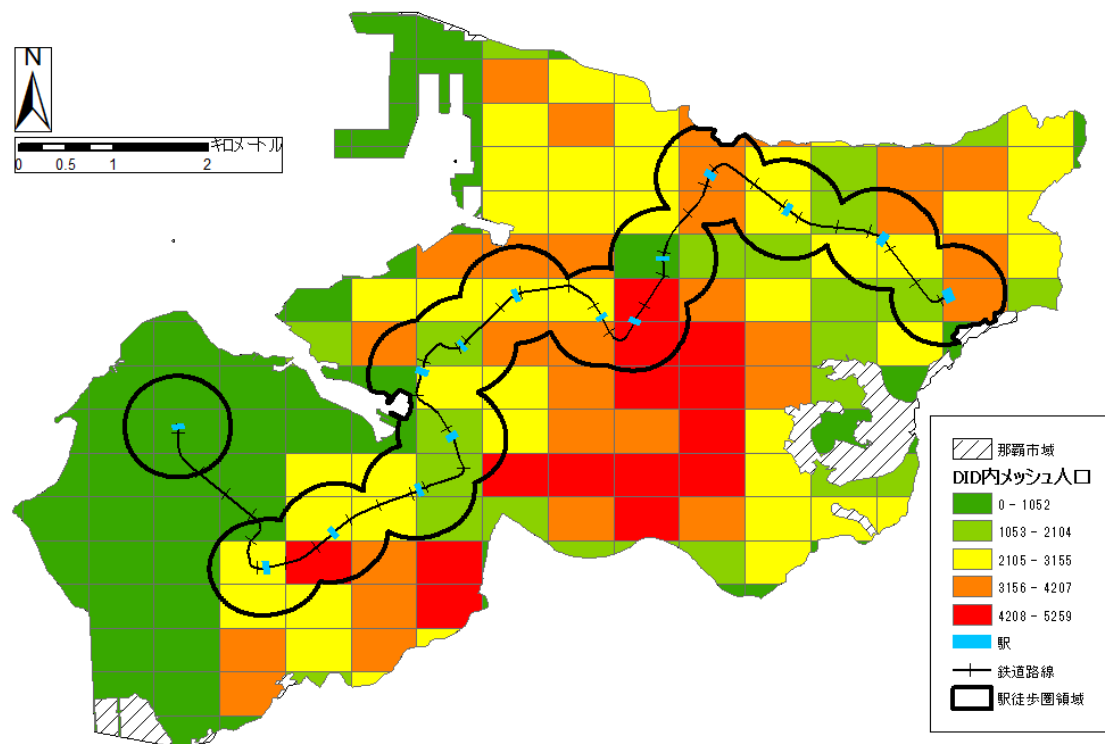 N
キロメートル
0 0.5 1 2
那覇市域
DID内メッシュ人口
0 - 1052
1053 - 2104
2105 - 3155
3156 - 4207
4208 - 5259
駅
鉄道路線
駅徒歩圏領域